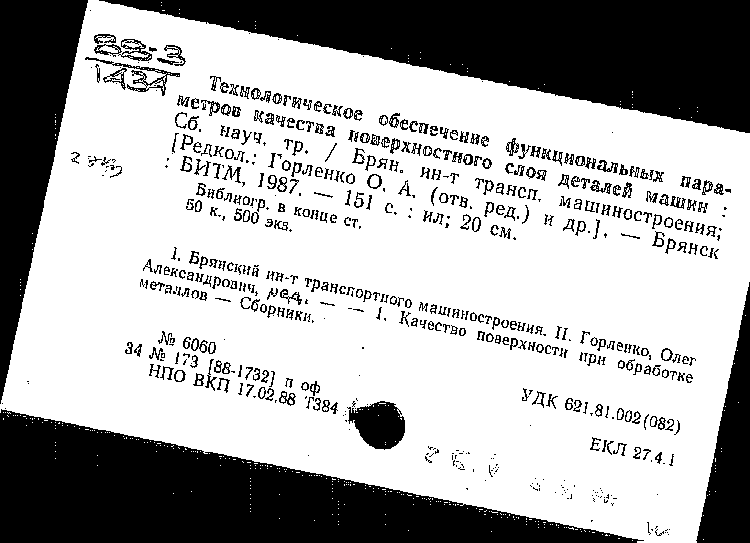 88-3
1434
Технологическое обеспечение функциональных пара-
метров качества поверхностного слоя деталей машин :
Сб. науч. тр. / Брян. ин-т трансп. машиностроения;
[Редкол.: Горленко О. А. (отв. ред.) и др.]. — Брянск
: БИТМ, 1987. — 151 с. : ил; 20 см.
Библиогр. в конце ст.
50 к., 500 экз.
I. Брянский ин-т транспортного машиностроения. II. Горленко, Олег
Александрович, ред. — — 1. Качество поверхности при обработке
металлов — Сборники.
№ 6060
34 № 173 [88-1732] п оф
НПО ВКП 17.02.88 Т384
УДК 621.81.002(082)
ЕКЛ 27.4.1